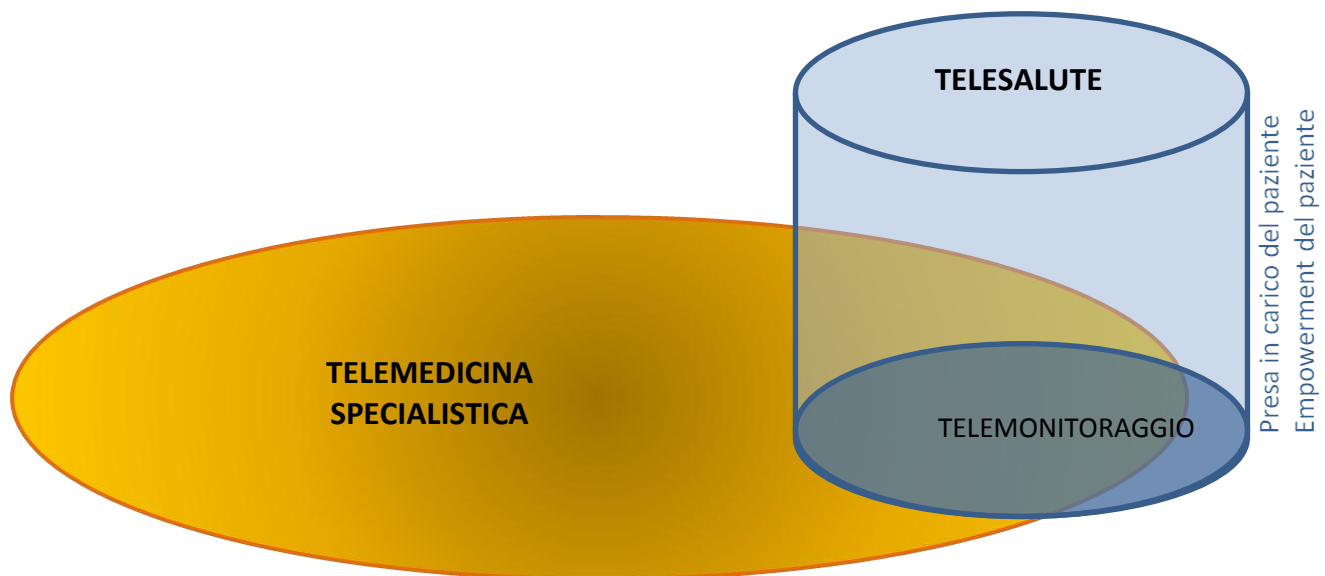 TELESALUTE
TELEMEDICINA
SPECIALISTICA
TELEMONITORAGGIO
Presa in carico del paziente
Empowerment del paziente